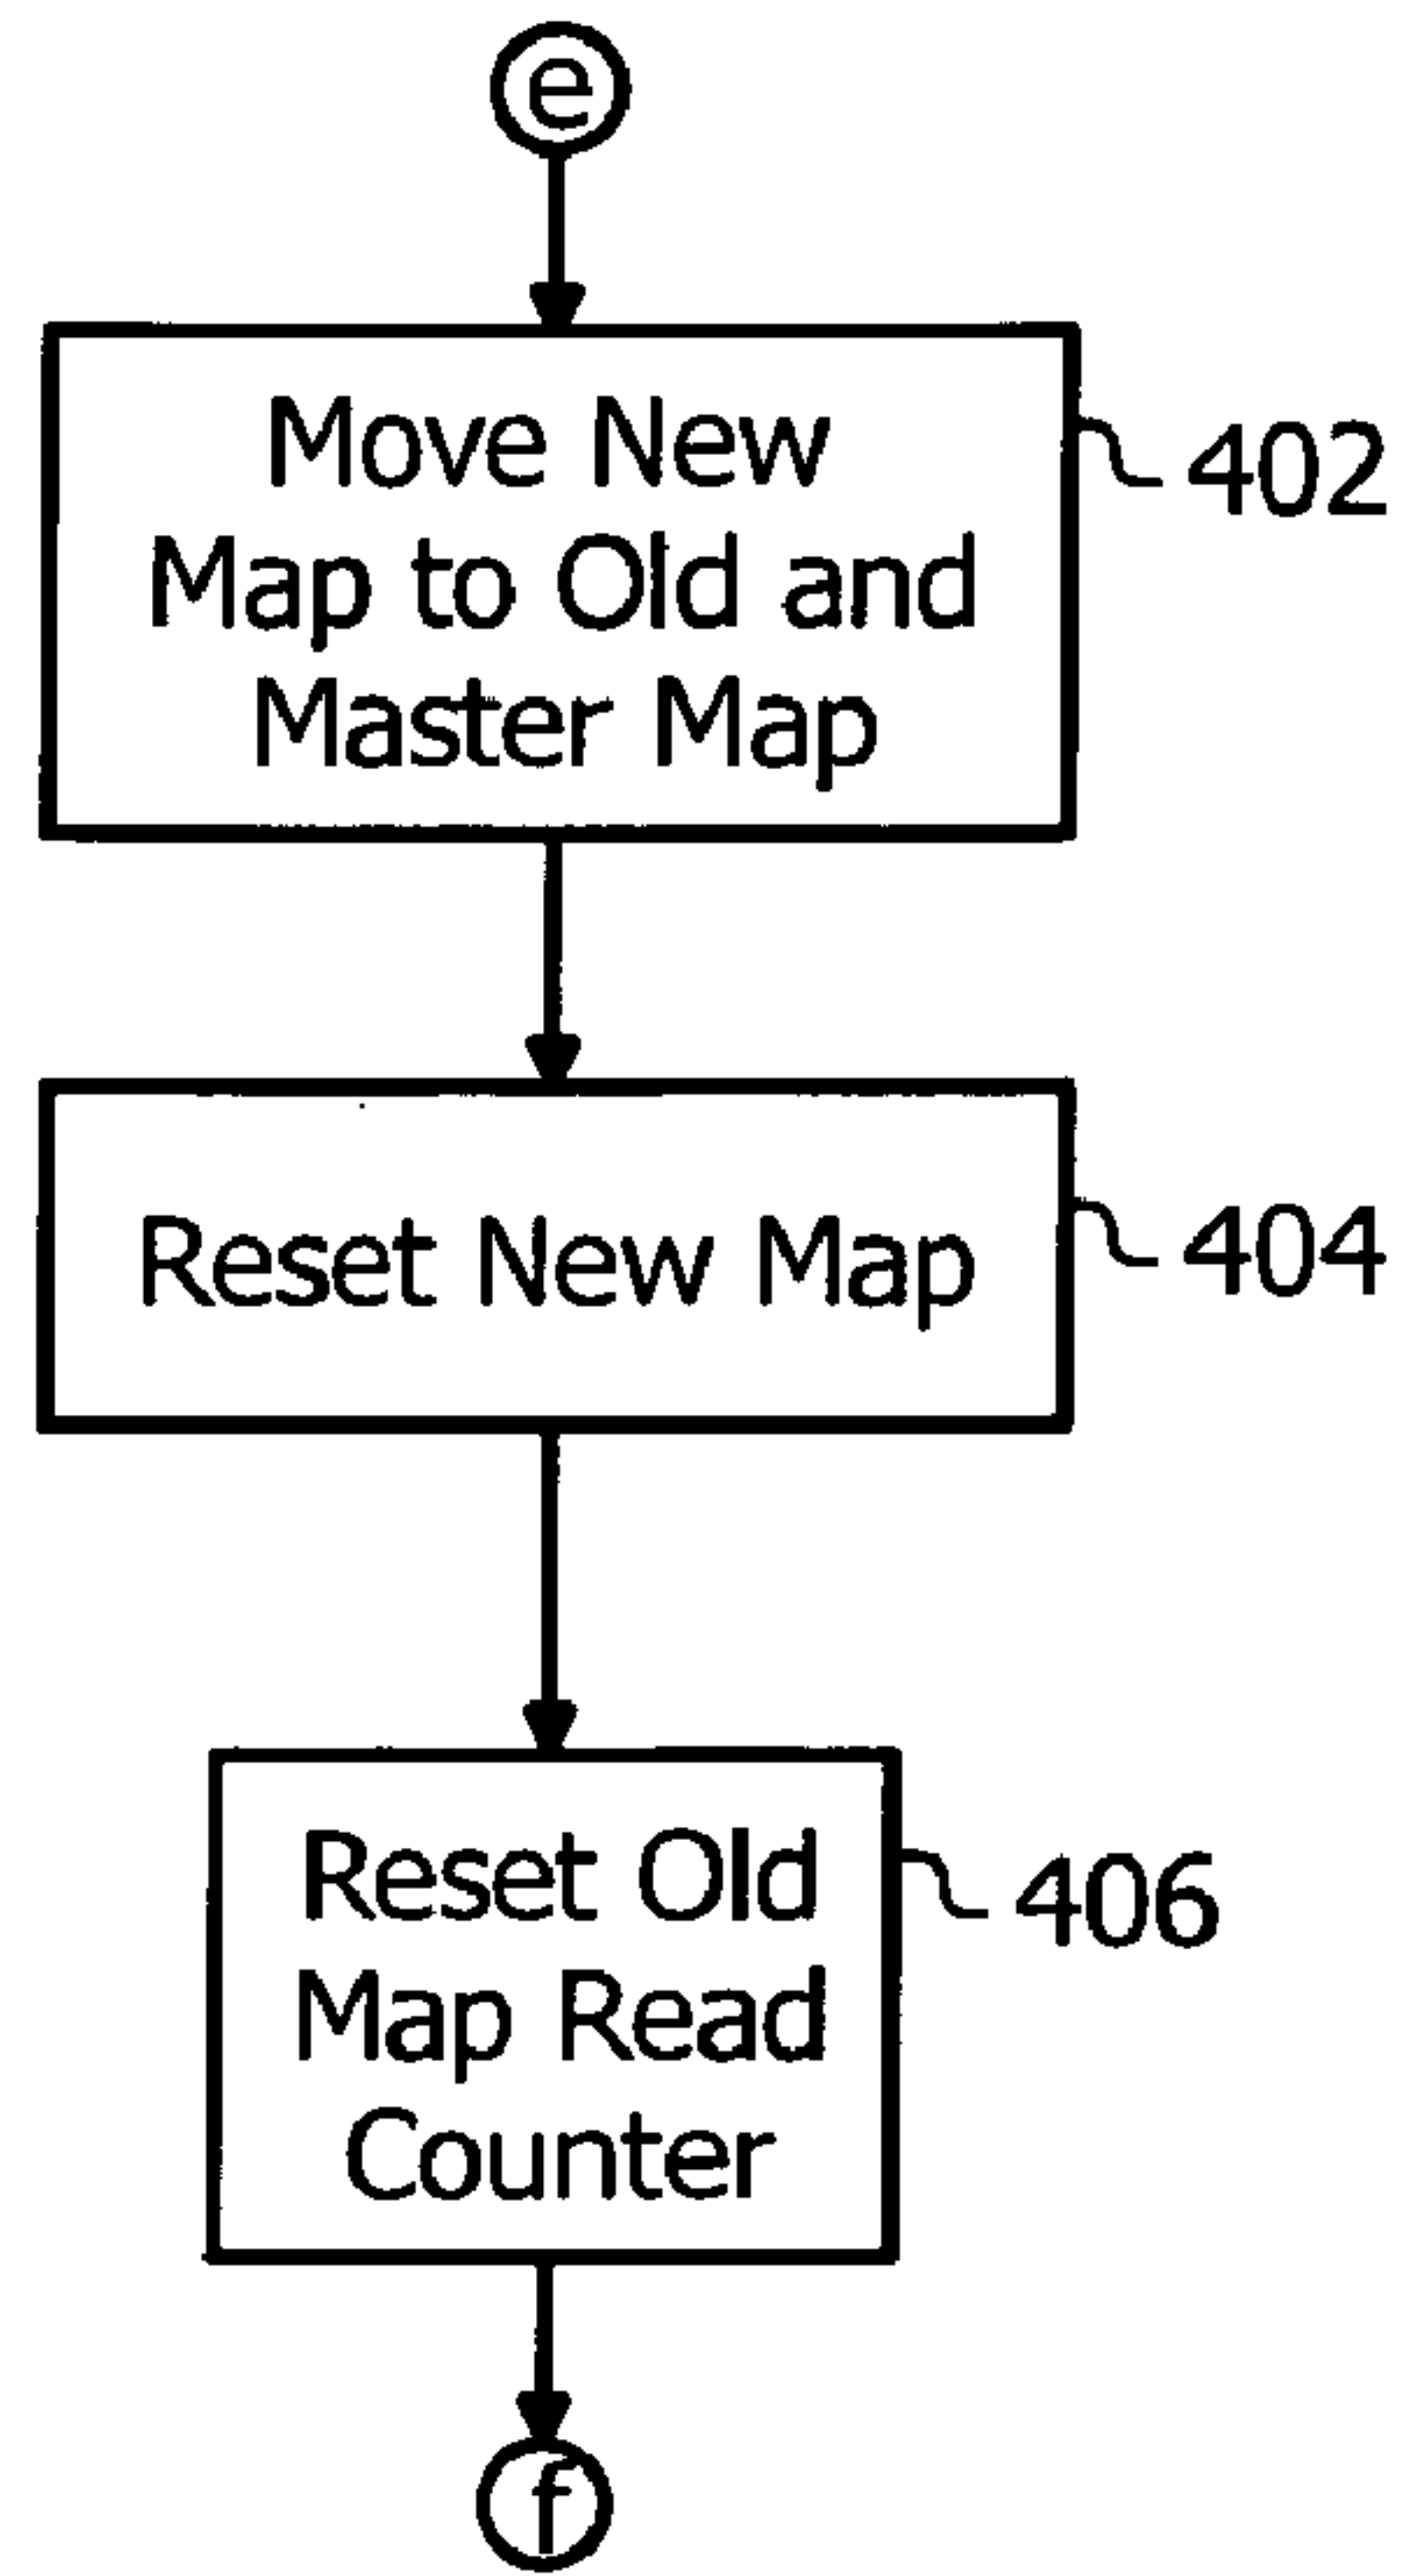 e
Move New
Map to Old and
Master Map
402
Reset New Map
404
Reset Old
Map Read
Counter
406
f